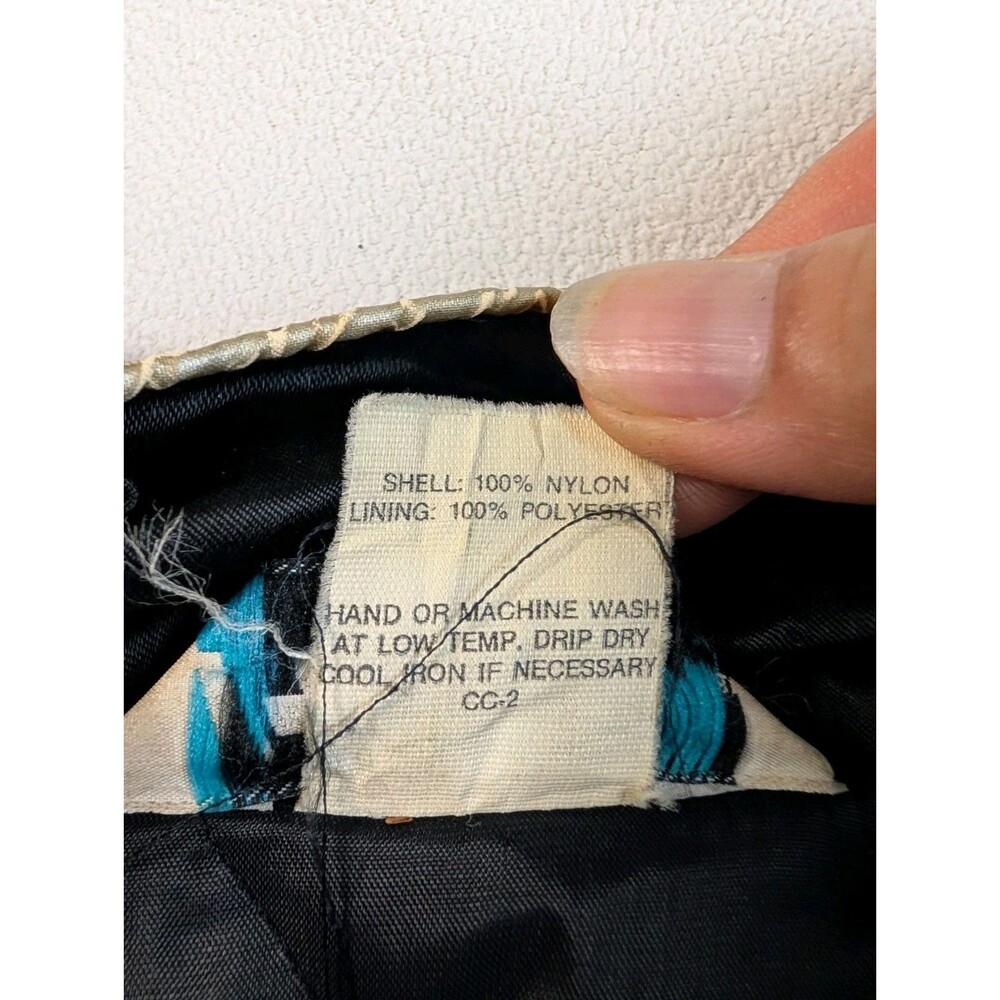 SHELL: 100% NYLON
LINING: 100% POLYESTER
HAND OR MACHINE WASH
AT LOW TEMP. DRIP DRY
COOL IRON IF NECESSARY
CC-2